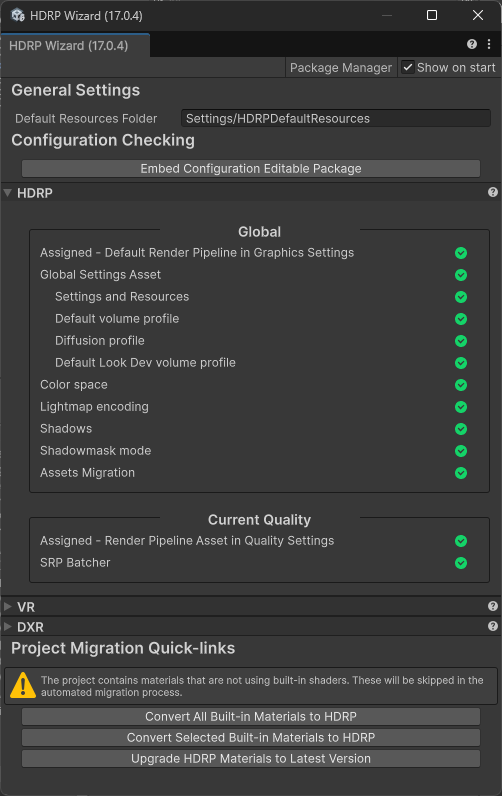 HDRP Wizard (17.0.4)
HDRP Wizard (17.0.4)
Package Manager
Show on start
General Settings
Default Resources Folder
Settings/HDRPDefaultResources
Configuration Checking
Embed Configuration Editable Package
HDRP
Global
Assigned - Default Render Pipeline in Graphics Settings
Global Settings Asset
Settings and Resources
Default volume profile
Diffusion profile
Default Look Dev volume profile
Color space
Lightmap encoding
Shadows
Shadowmask mode
Assets Migration
Current Quality
Assigned - Render Pipeline Asset in Quality Settings
SRP Batcher
VR
DXR
Project Migration Quick-links
The project contains materials that are not using built-in shaders. These will be skipped in the
automated migration process.
Convert All Built-in Materials to HDRP
Convert Selected Built-in Materials to HDRP
Upgrade HDRP Materials to Latest Version